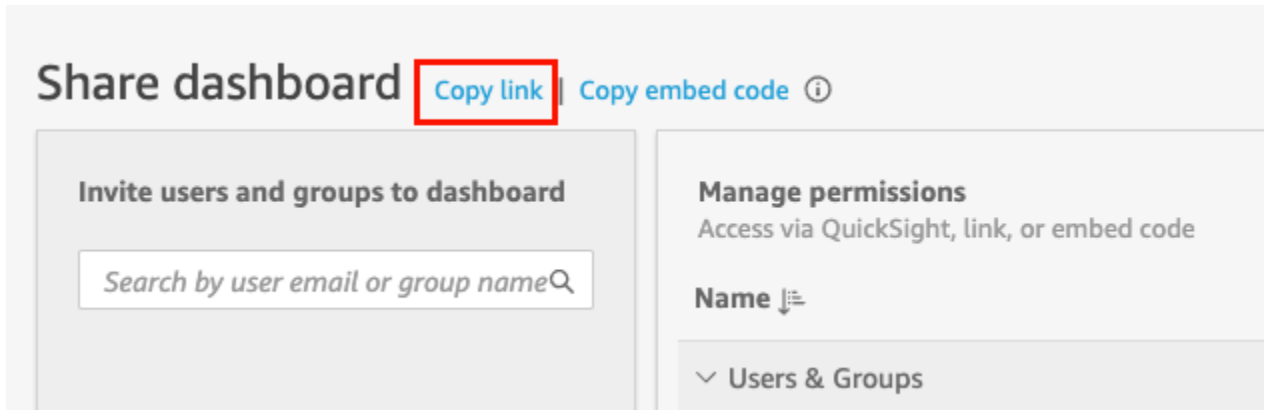 Share dashboard Copy link | Copy embed code
Invite users and groups to dashboard
Search by user email or group name
Manage permissions
Access via QuickSight, link, or embed code
Name
Users & Groups